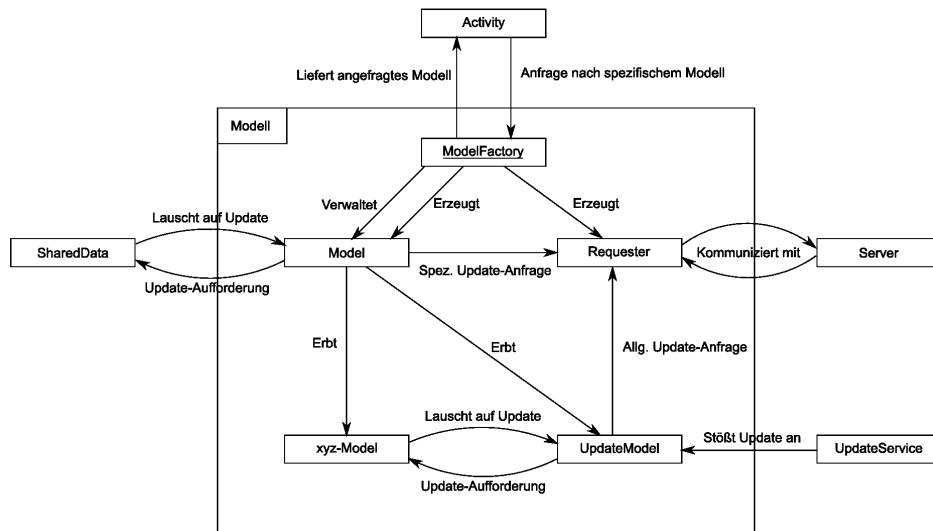 Activity
Liefert angefragtes Modell
Anfrage nach spezifischem Modell
Modell
ModelFactory
Verwaltet
Erzeugt
Erzeugt
Lauscht auf Update
SharedData
Model
Requester
Kommuniziert mit
Server
Spez. Update-Anfrage
Update-Aufforderung
Erbt
Erbt
Allg. Update-Anfrage
Lauscht auf Update
Stößt Update an
xyz-Model
UpdateModel
UpdateService
Update-Aufforderung